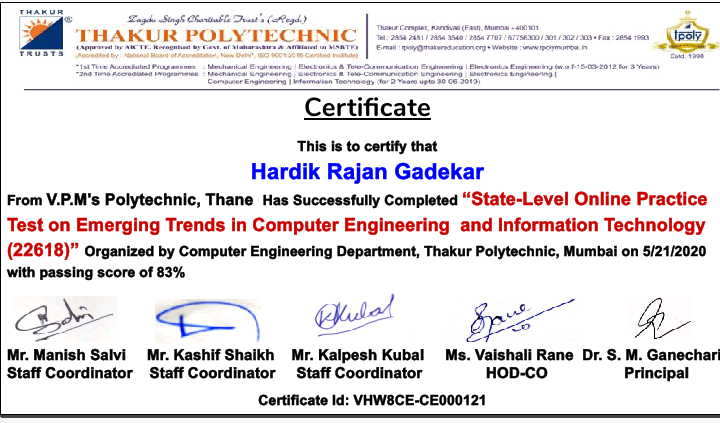 THAKUR
TRUSTS
Zagdu Singh Charitable Trust's (Regd.)
THAKUR POLYTECHNIC
(Approved by AICTE, Recognised by Govt. of Maharashtra & Affiliated to MSBTE)
(Accredited by : National Board of Accreditation, New Delhi*, ISO 9001:2015 Certified Institute)
Thakur Complex, Kandivali (East), Mumbai - 400101
Tel.: 2854 2481 / 2854 3540 / 2854 7707 / 67756300 / 301 / 302 / 303 • Fax : 2854 1993
E-mail : tpoly@thakureducation.org • Website : www.tpolymumbai.in
tpoly
Estd. 1998
*1st Time Accredited Programmes : Mechanical Engineering | Electronics & Tele-Communication Engineering | Electronics Engineering (w.e.f-15-03-2012 for 3 Years)
*2nd Time Accredited Programmes : Mechanical Engineering | Electronics & Tele-Communication Engineering | Electronics Engineering |
Computer Engineering | Information Technology (for 2 Years upto 30-06-2019)
Certificate
This is to certify that
Hardik Rajan Gadekar
From V.P.M's Polytechnic, Thane Has Successfully Completed “State-Level Online Practice
Test on Emerging Trends in Computer Engineering and Information Technology
(22618)” Organized by Computer Engineering Department, Thakur Polytechnic, Mumbai on 5/21/2020
with passing score of 83%
Mr. Manish Salvi Mr. Kashif Shaikh Mr. Kalpesh Kubal Ms. Vaishali Rane Dr. S. M. Ganechari
Staff Coordinator Staff Coordinator Staff Coordinator HOD-CO Principal
Certificate Id: VHW8CE-CE000121